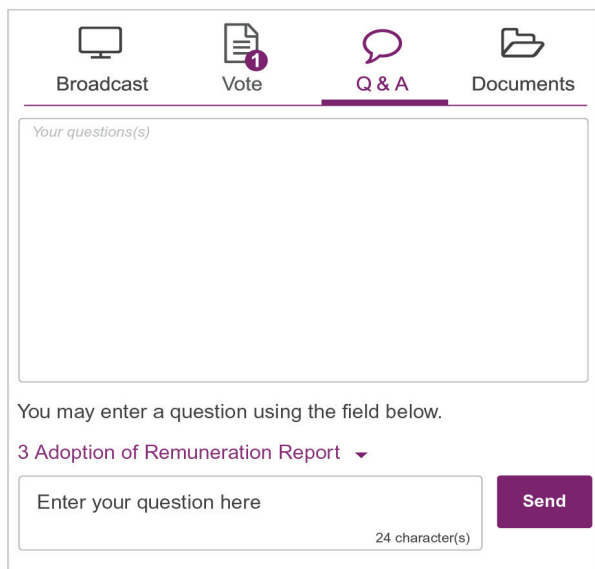 1
Broadcast
Vote
Q & A
Documents
Your questions(s)
You may enter a question using the field below.
3 Adoption of Remuneration Report
Enter your question here
24 character(s)
Send